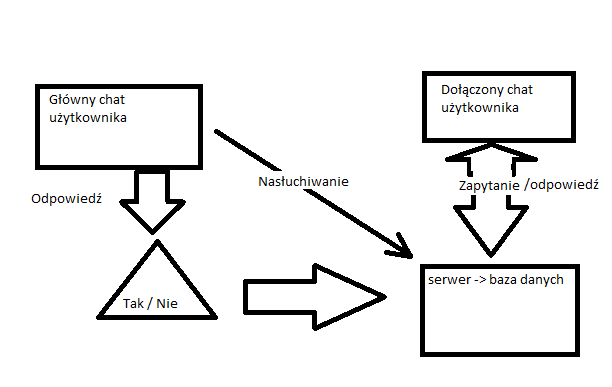 Główny chat
użytkownika
Dołączony chat
użytkownika
Odpowiedź
Nasłuchiwanie
Zapytanie /odpowiedź
Tak / Nie
serwer -> baza danych